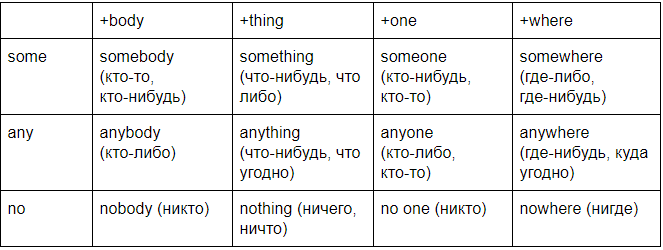 +body +thing +one +where
some somebody something someone somewhere
(кто-то, (что-нибудь, что (кто-нибудь, (где-либо,
кто-нибудь) либо) кто-то) где-нибудь)
any anybody anything anyone anywhere
(кто-либо) (что-нибудь, что (кто-либо, (где-нибудь, куда
угодно) кто-то) угодно)
no nobody (никто) nothing (ничего, no one (никто) nowhere (нигде)
ничто)